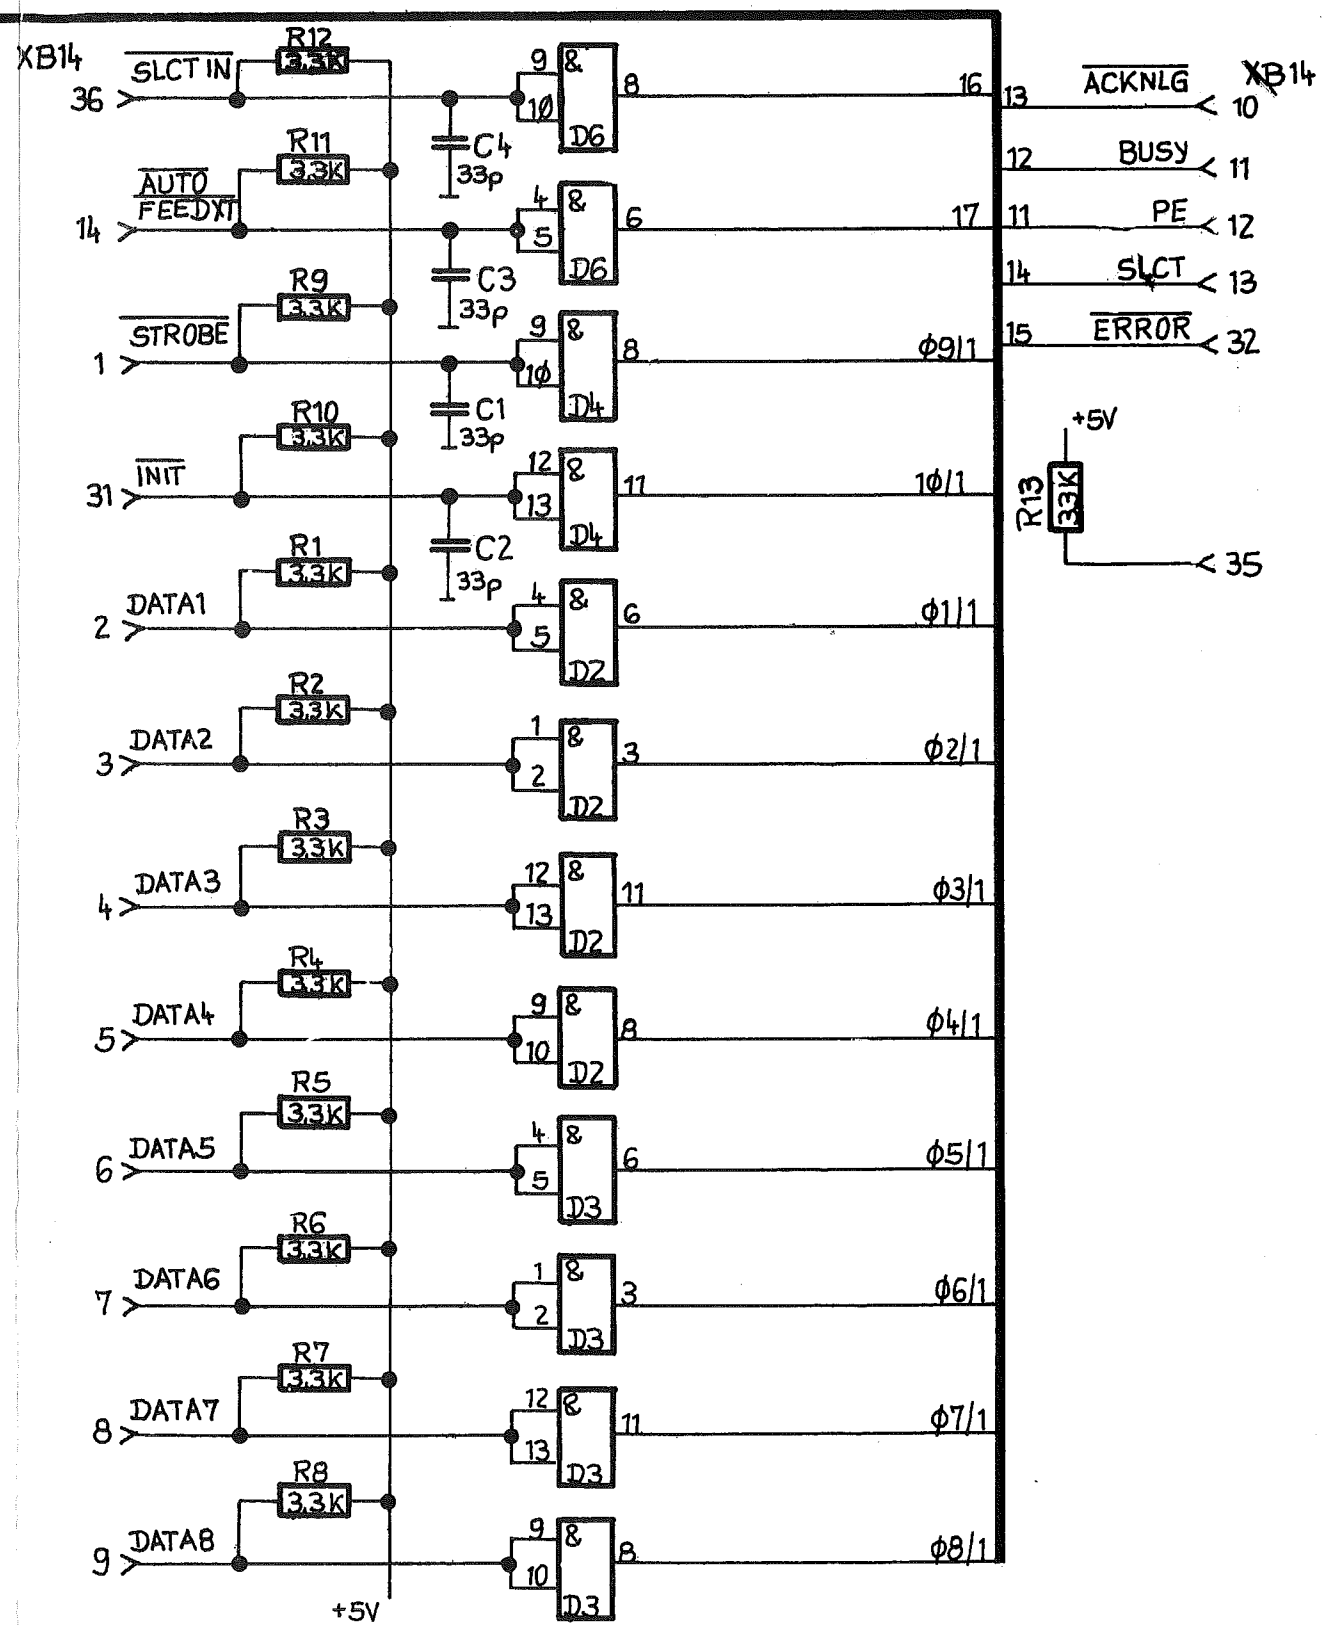 XB14
R12
3.3K
SLCT IN
36
9
10
&
D6
8
16
C4
33p
R11
3.3K
AUTO
FEEDXT
14
4
5
&
D6
6
17
C3
33p
R9
3.3K
STROBE
1
9
1ϕ
&
D4
8
ϕ9/1
C1
33p
R10
3.3K
INIT
31
12
13
&
D4
11
1ϕ/1
C2
33p
R1
3.3K
DATA1
2
4
5
&
D2
6
ϕ1/1
R2
3.3K
DATA2
3
1
2
&
D2
3
ϕ2/1
R3
3.3K
DATA3
4
12
13
&
D2
11
ϕ3/1
R4
3.3K
DATA4
5
9
10
&
D2
8
ϕ4/1
R5
3.3K
DATA5
6
4
5
&
D3
6
ϕ5/1
R6
3.3K
DATA6
7
1
2
&
D3
3
ϕ6/1
R7
3.3K
DATA7
8
12
13
&
D3
11
ϕ7/1
R8
3.3K
DATA8
9
9
10
&
D3
8
ϕ8/1
+5V
XB14
13 ACKNLG 10
12 BUSY 11
11 PE 12
14 SLCT 13
15 ERROR 32
+5V
R13
3.3K
35